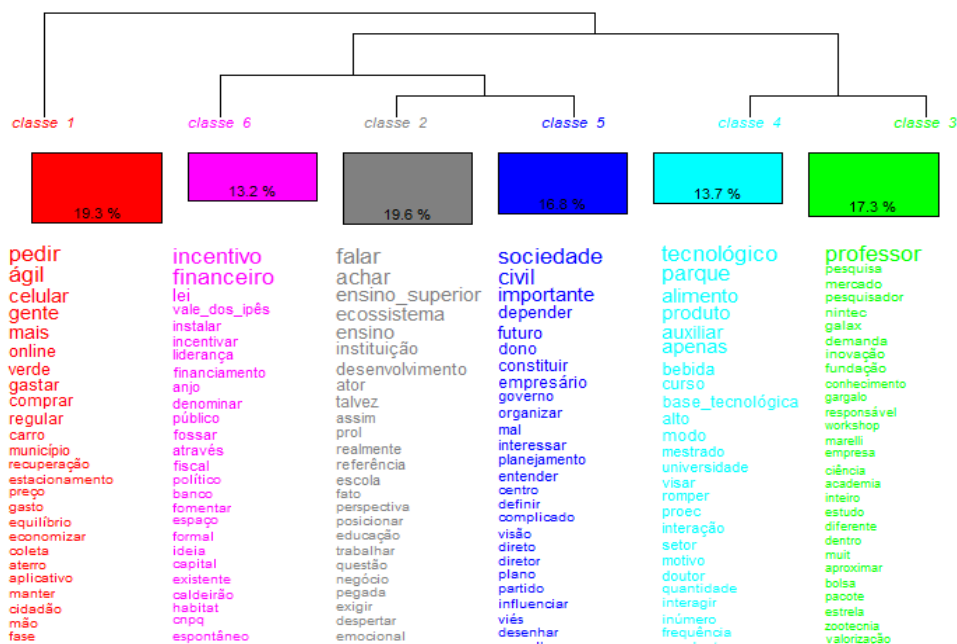 classe 1
classe 6
classe 2
classe 5
classe 4
classe 3
19.3 %
13.2 %
19.6 %
16.8 %
13.7 %
17.3 %
pedir
ágil
celular
gente
mais
online
verde
gastar
comprar
regular
carro
município
recuperação
estacionamento
preço
gasto
equilíbrio
economizar
coleta
aterro
aplicativo
manter
cidadão
mão
fase
incentivo
financeiro
lei
vale_dos_ipês
instalar
incentivar
liderança
financiamento
anjo
denominar
público
fossar
através
fiscal
político
banco
fomentar
espaço
formal
ideia
capital
existente
caldeirão
habitat
cnpq
espontâneo
falar
achar
ensino_superior
ecossistema
ensino
instituição
desenvolvimento
ator
talvez
assim
prol
realmente
referência
escola
fato
perspectiva
posicionar
educação
trabalhar
questão
negócio
pegada
exigir
despertar
emocional
sociedade
civil
importante
depender
futuro
dono
constituir
empresário
governo
organizar
mal
interessar
planejamento
entender
centro
definir
complicado
visão
direto
diretor
plano
partido
influenciar
viés
desenhar
tecnológico
parque
alimento
produto
auxiliar
apenas
bebida
curso
base_tecnológica
alto
modo
mestrado
universidade
visar
romper
proec
interação
setor
motivo
doutor
quantidade
interagir
inúmero
frequência
professor
pesquisa
mercado
pesquisador
nintec
galax
demanda
inovação
fundação
conhecimento
gargalo
responsável
workshop
marelli
empresa
ciência
academia
inteiro
estudo
diferente
dentro
muit
aproximar
bolsa
pacote
estrela
zootecnia
valorização